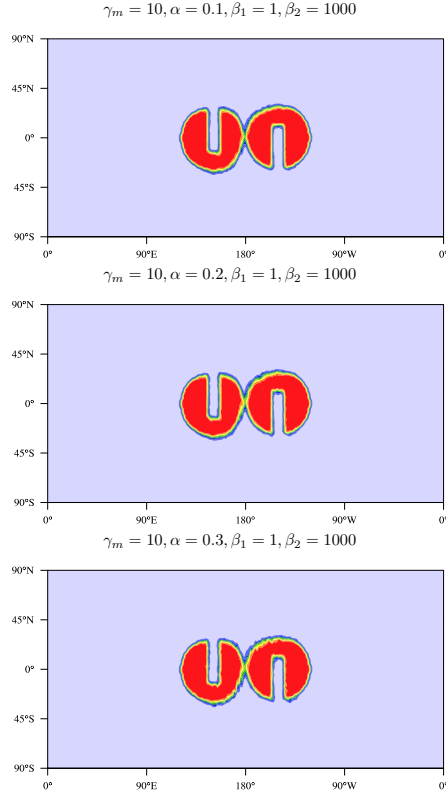 γₘ = 10, α = 0.1, β₁ = 1, β₂ = 1000
90°N
45°N
0°
45°S
90°S
0° 90°E 180° 90°W 0°
γₘ = 10, α = 0.2, β₁ = 1, β₂ = 1000
90°N
45°N
0°
45°S
90°S
0° 90°E 180° 90°W 0°
γₘ = 10, α = 0.3, β₁ = 1, β₂ = 1000
90°N
45°N
0°
45°S
90°S
0° 90°E 180° 90°W 0°